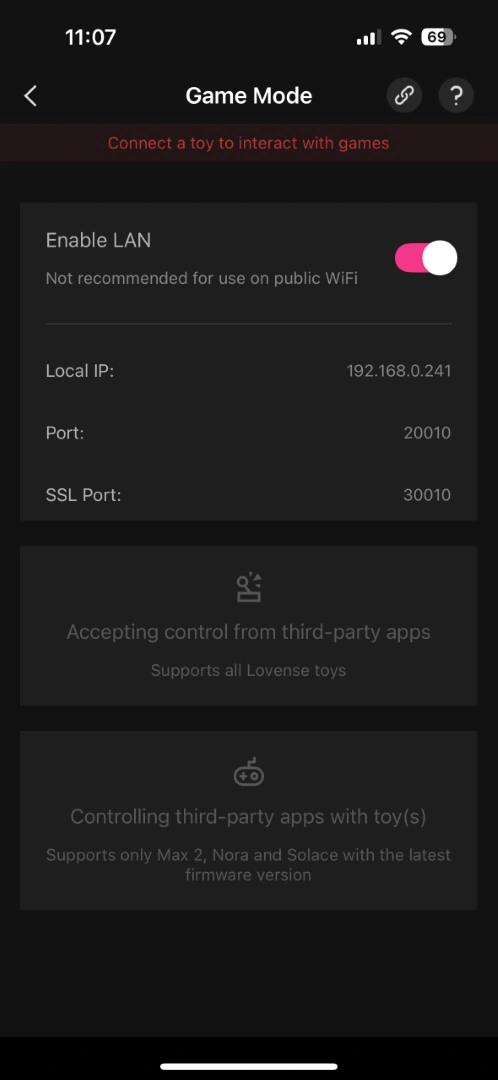 11:07
69
Game Mode
?
Connect a toy to interact with games
Enable LAN
Not recommended for use on public WiFi
Local IP: 192.168.0.241
Port: 20010
SSL Port: 30010
Accepting control from third-party apps
Supports all Lovense toys
Controlling third-party apps with toy(s)
Supports only Max 2, Nora and Solace with the latest
firmware version